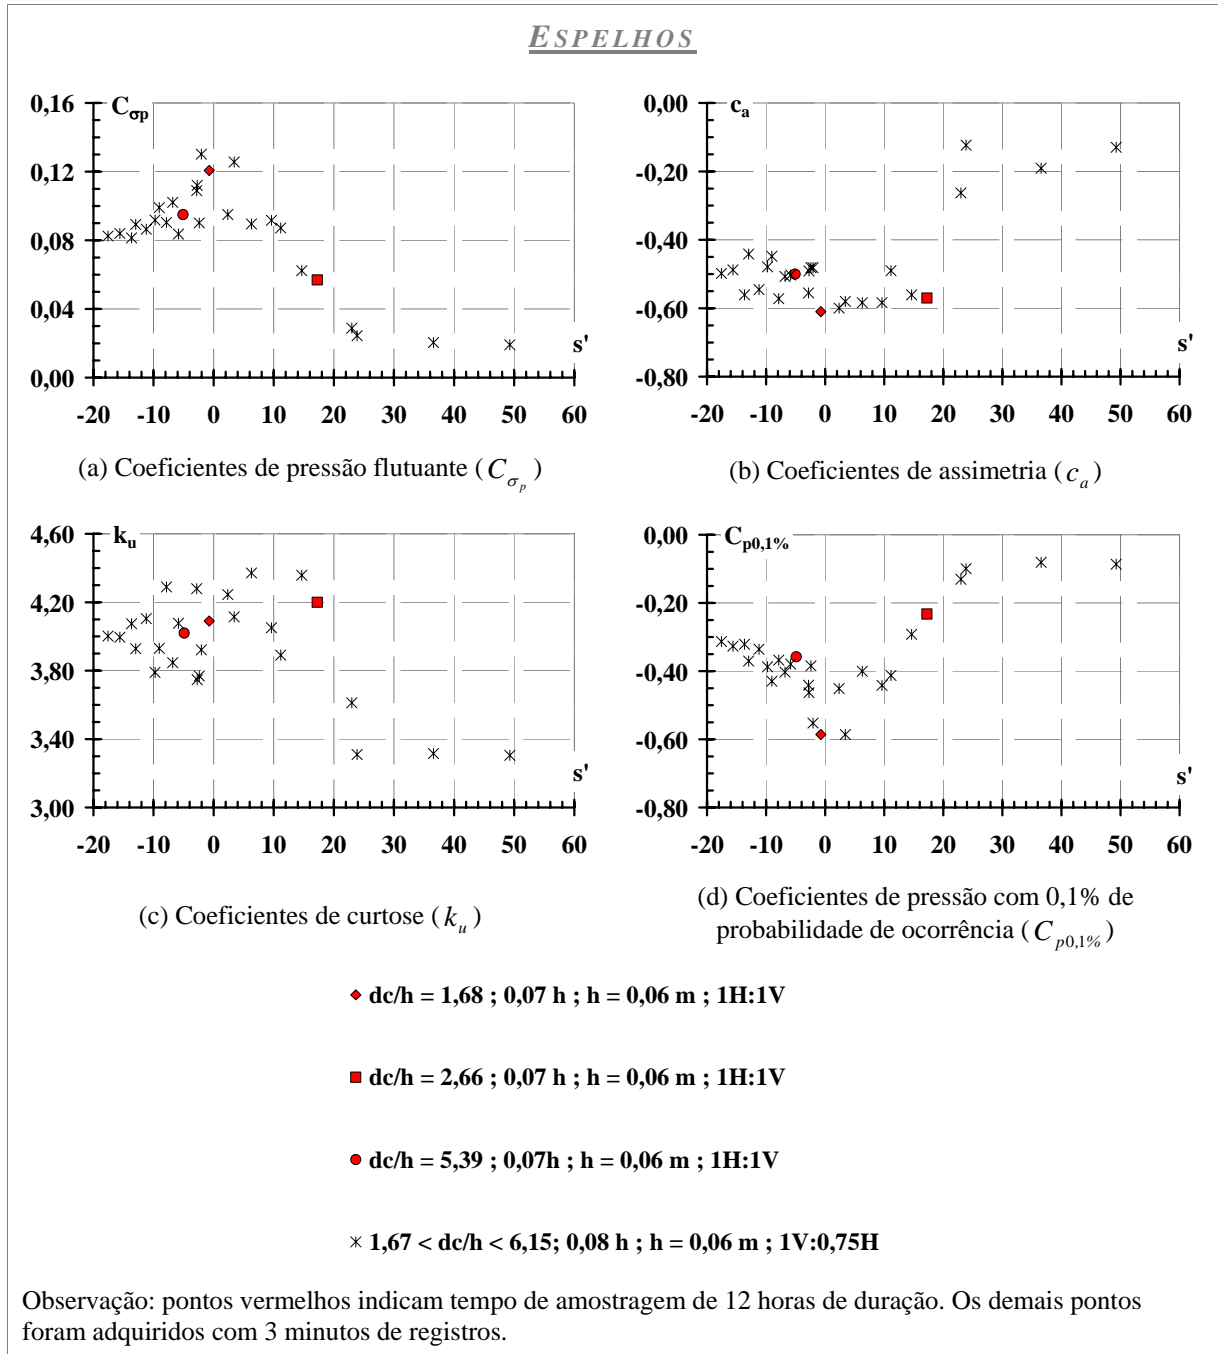 ESPELHOS
0,16
0,12
0,08
0,04
0,00
Cσp
s'
-20 -10 0 10 20 30 40 50 60
(a) Coeficientes de pressão flutuante (Cσp)
0,00
-0,20
-0,40
-0,60
-0,80
ca
s'
-20 -10 0 10 20 30 40 50 60
(b) Coeficientes de assimetria (ca)
4,60
4,20
3,80
3,40
3,00
ku
s'
-20 -10 0 10 20 30 40 50 60
(c) Coeficientes de curtose (ku)
0,00
-0,20
-0,40
-0,60
-0,80
Cp0,1%
s'
-20 -10 0 10 20 30 40 50 60
(d) Coeficientes de pressão com 0,1% de
probabilidade de ocorrência (Cp0,1%)
dc/h = 1,68 ; 0,07 h ; h = 0,06 m ; 1H:1V
dc/h = 2,66 ; 0,07 h ; h = 0,06 m ; 1H:1V
dc/h = 5,39 ; 0,07h ; h = 0,06 m ; 1H:1V
1,67 < dc/h < 6,15; 0,08 h ; h = 0,06 m ; 1V:0,75H
Observação: pontos vermelhos indicam tempo de amostragem de 12 horas de duração. Os demais pontos
foram adquiridos com 3 minutos de registros.